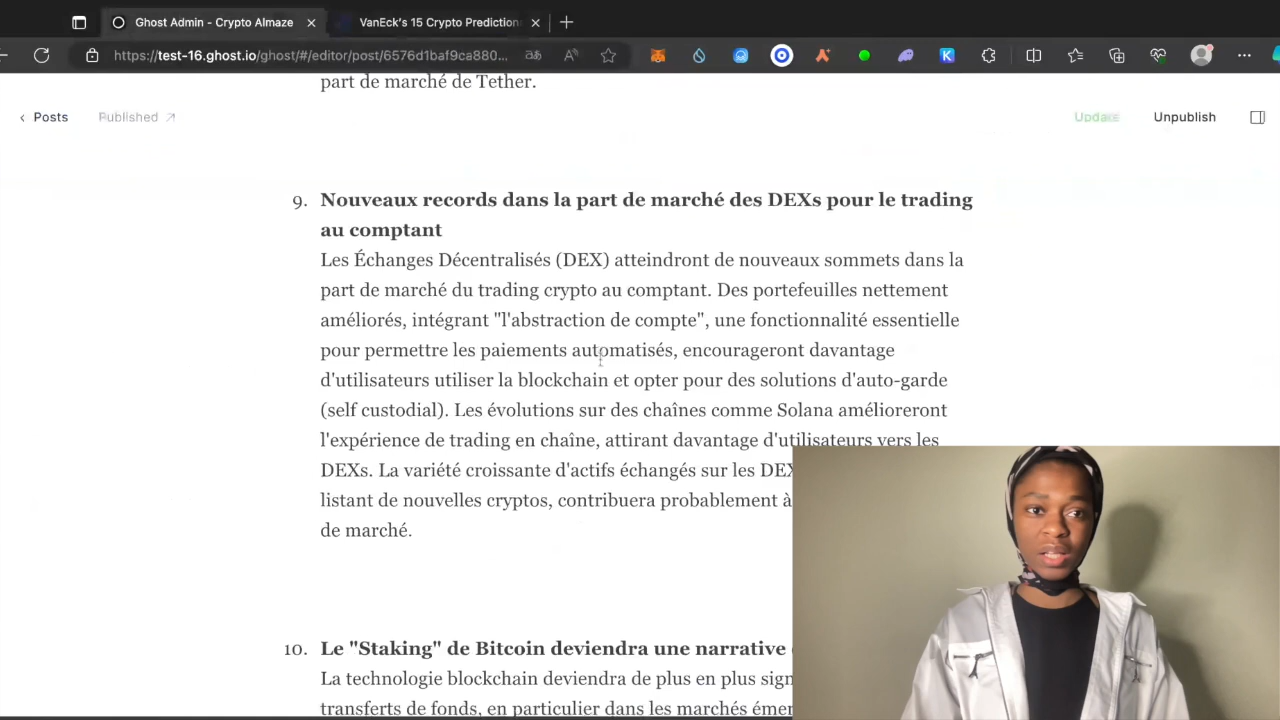 Ghost Admin - Crypto Almaze
VanEck's 15 Crypto Prediction
https://test-16.ghost.io/ghost/#/editor/post/6576d1baf9ca880...
part de marché de Tether.
Posts
Published
Update
Unpublish
9. Nouveaux records dans la part de marché des DEXs pour le trading
au comptant
Les Échanges Décentralisés (DEX) atteindront de nouveaux sommets dans la
part de marché du trading crypto au comptant. Des portefeuilles nettement
améliorés, intégrant "l'abstraction de compte", une fonctionnalité essentielle
pour permettre les paiements automatisés, encourageront davantage
d'utilisateurs utiliser la blockchain et opter pour des solutions d'auto-garde
(self custodial). Les évolutions sur des chaînes comme Solana amélioreront
l'expérience de trading en chaîne, attirant davantage d'utilisateurs vers les
DEXs. La variété croissante d'actifs échangés sur les DEX
listant de nouvelles cryptos, contribuera probablement à
de marché.
10. Le "Staking" de Bitcoin deviendra une narrative
La technologie blockchain deviendra de plus en plus sign
transferts de fonds, en particulier dans les marchés émer